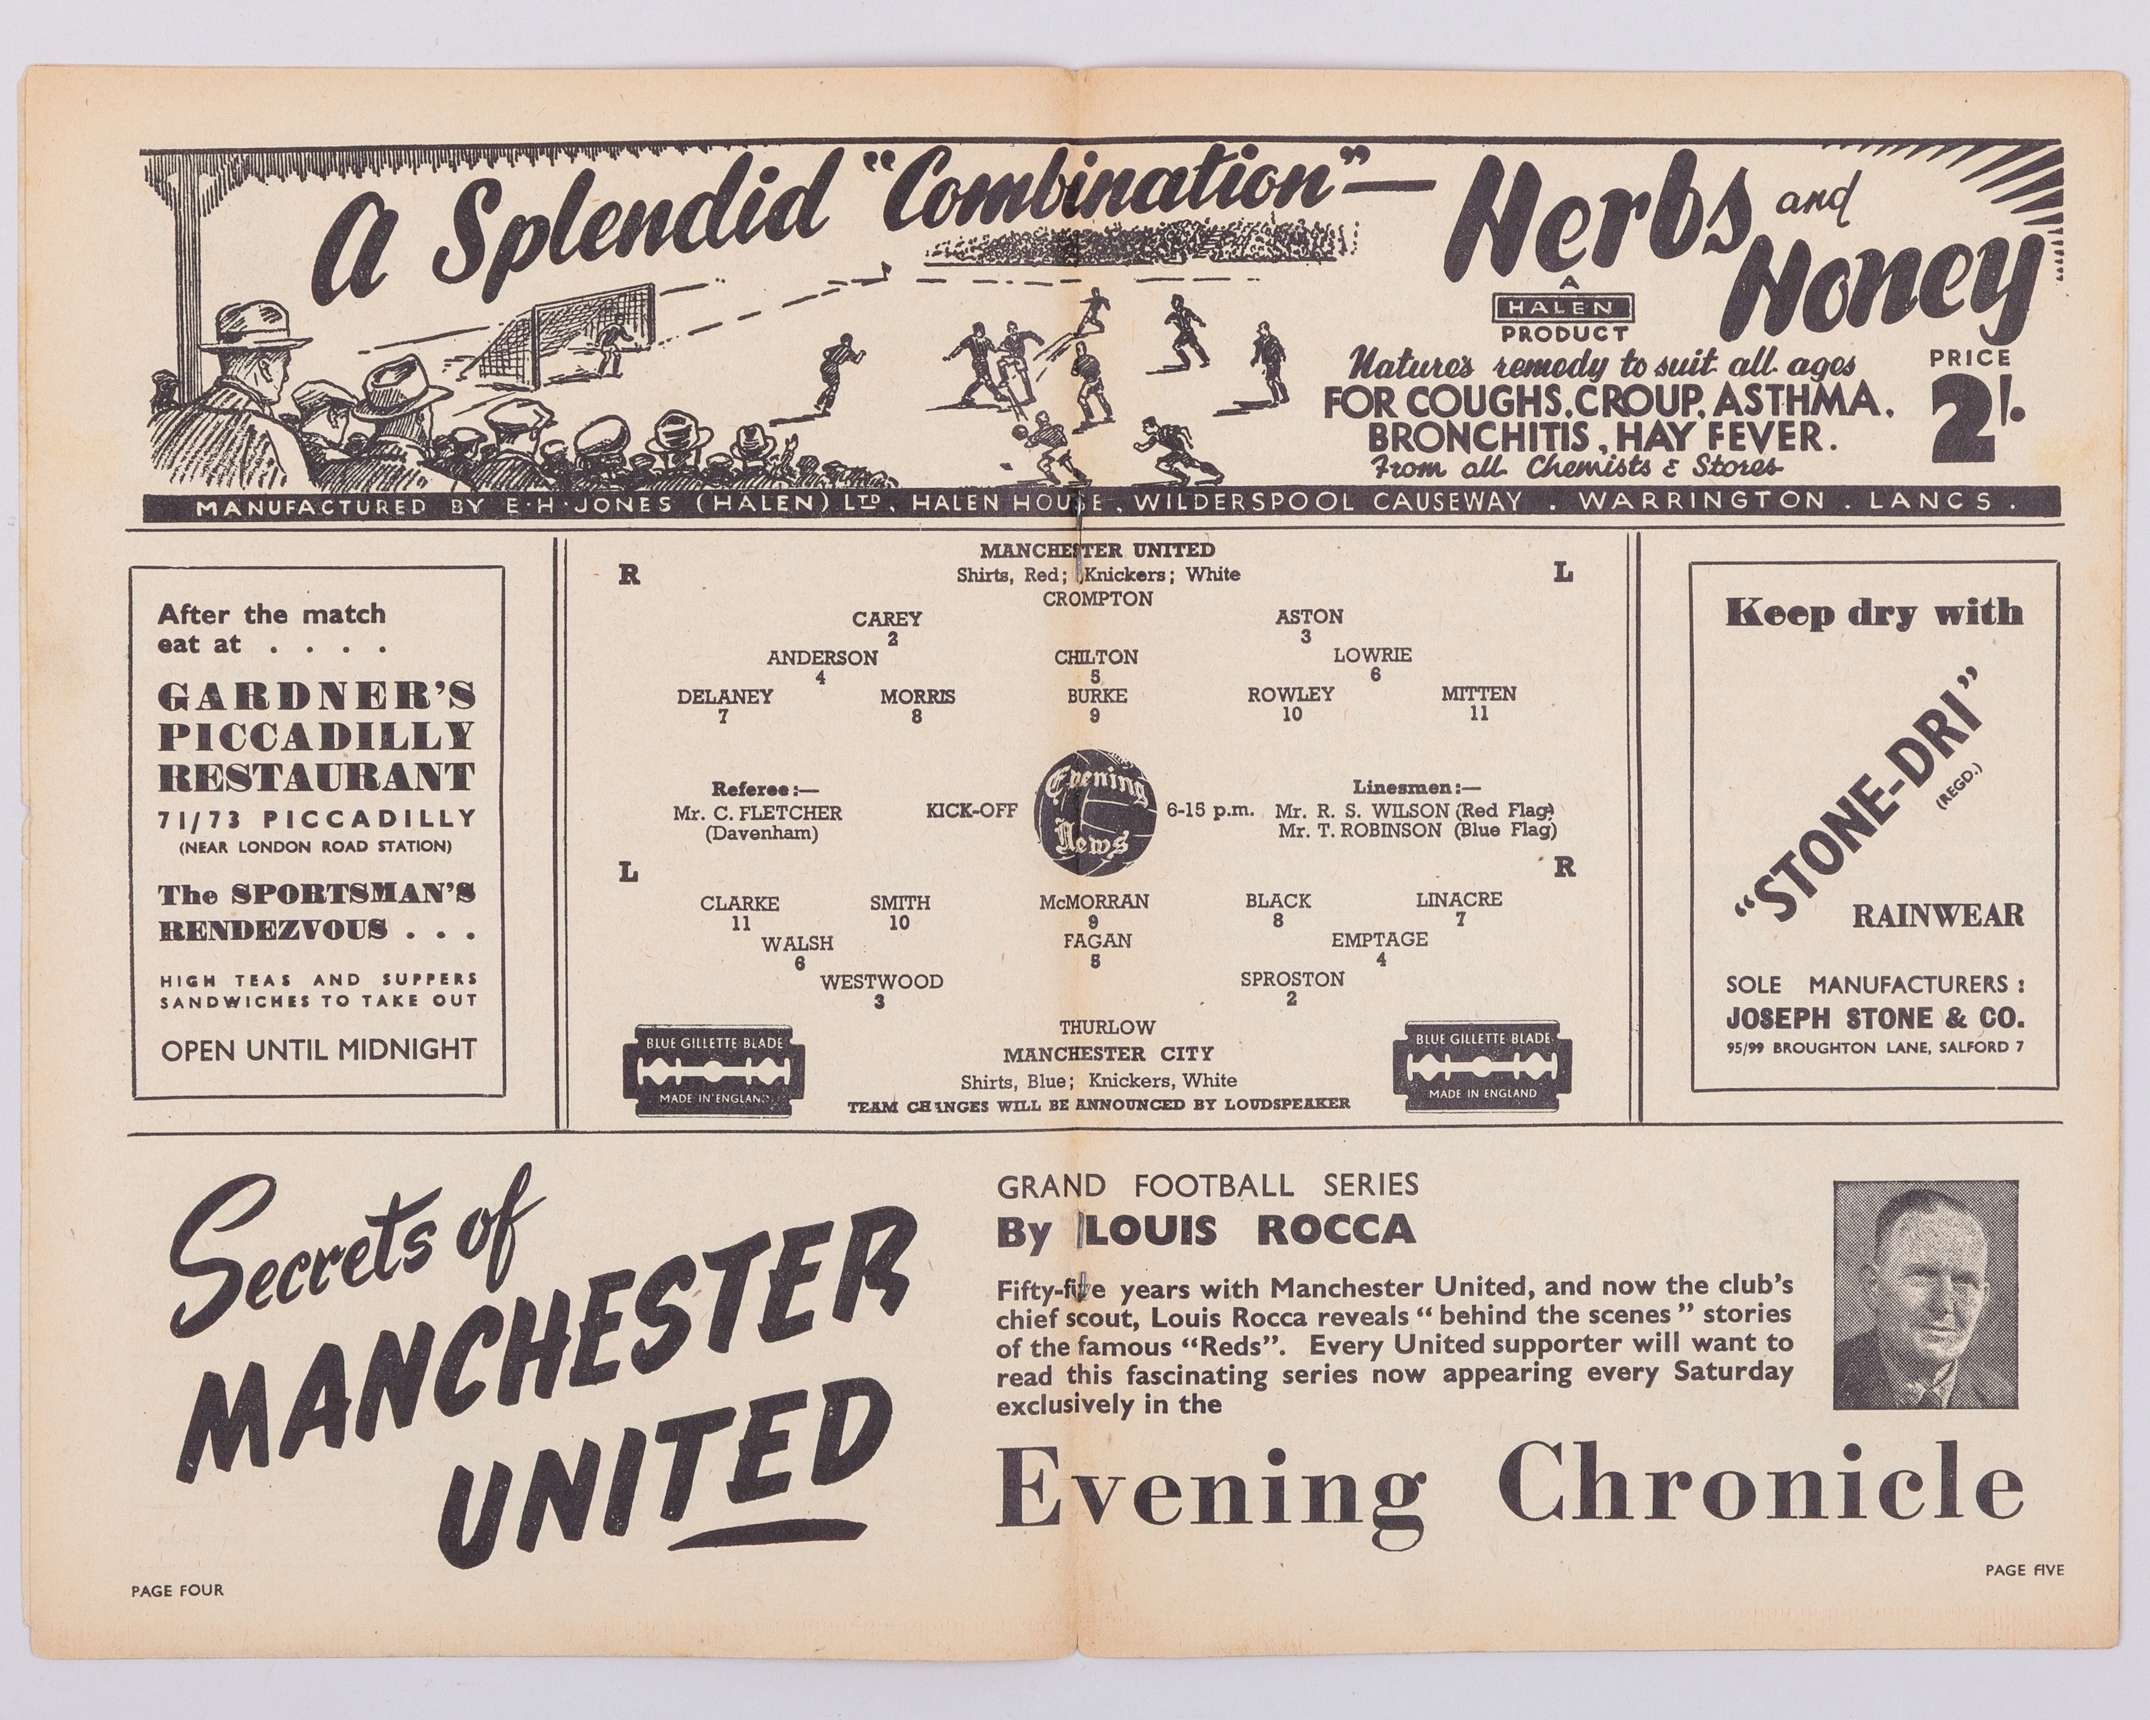 A Splendid "Combination"— Herbs and Honey
A
HALEN
PRODUCT
Nature's remedy to suit all ages
FOR COUGHS, CROUP, ASTHMA,
BRONCHITIS, HAY FEVER.
From all Chemists & Stores
PRICE
2/.
MANUFACTURED BY E·H·JONES (HALEN) LTD, HALEN HOUSE, WILDERSPOOL CAUSEWAY . WARRINGTON . LANCS .
After the match
eat at . . . .
GARDNER'S
PICCADILLY
RESTAURANT
71/73 PICCADILLY
(NEAR LONDON ROAD STATION)
The SPORTSMAN'S
RENDEZVOUS . . .
HIGH TEAS AND SUPPERS
SANDWICHES TO TAKE OUT
OPEN UNTIL MIDNIGHT
MANCHESTER UNITED
R Shirts, Red; Knickers; White L
CROMPTON
CAREY ASTON
2 3
ANDERSON CHILTON LOWRIE
4 5 6
DELANEY MORRIS BURKE ROWLEY MITTEN
7 8 9 10 11
Referee:—
Mr. C. FLETCHER
(Davenham)
KICK-OFF
Evening
News
6-15 p.m.
Linesmen:—
Mr. R. S. WILSON (Red Flag)
Mr. T. ROBINSON (Blue Flag)
L R
CLARKE SMITH McMORRAN BLACK LINACRE
11 10 9 8 7
WALSH FAGAN EMPTAGE
6 5 4
WESTWOOD SPROSTON
3 2
THURLOW
MANCHESTER CITY
Shirts, Blue; Knickers, White
TEAM CHANGES WILL BE ANNOUNCED BY LOUDSPEAKER
BLUE GILLETTE BLADE
MADE IN ENGLAND
BLUE GILLETTE BLADE
MADE IN ENGLAND
Keep dry with
"STONE-DRI"
(REGD.)
RAINWEAR
SOLE MANUFACTURERS :
JOSEPH STONE & CO.
95/99 BROUGHTON LANE, SALFORD 7
Secrets of
MANCHESTER
UNITED
GRAND FOOTBALL SERIES
By LOUIS ROCCA
Fifty-five years with Manchester United, and now the club's
chief scout, Louis Rocca reveals "behind the scenes" stories
of the famous "Reds". Every United supporter will want to
read this fascinating series now appearing every Saturday
exclusively in the
Evening Chronicle
PAGE FOUR
PAGE FIVE